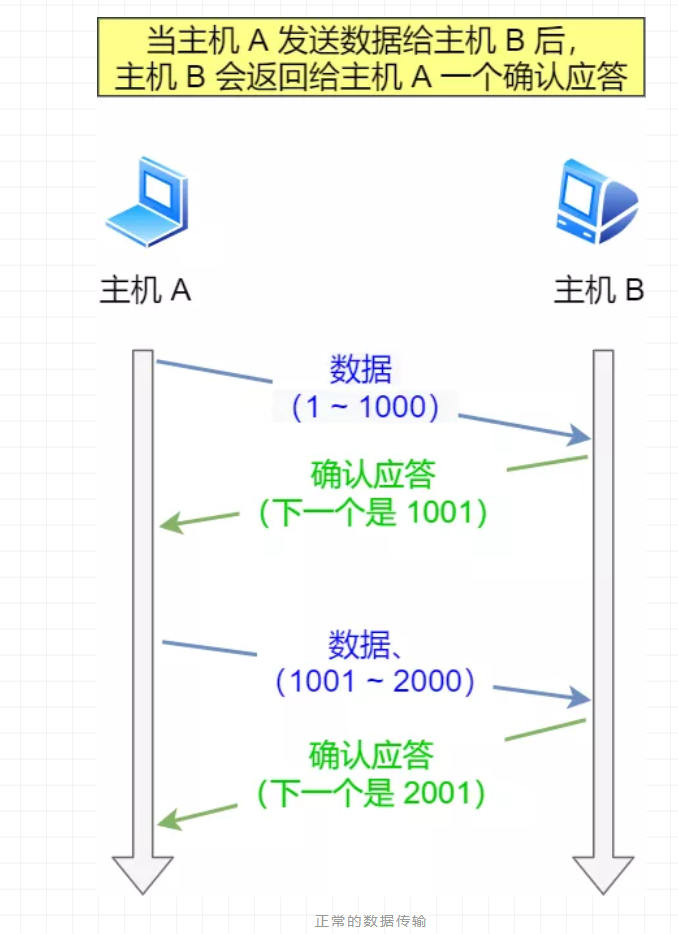 当主机 A 发送数据给主机 B 后，
主机 B 会返回给主机 A 一个确认应答
主机 A
主机 B
数据
（1 ~ 1000）
确认应答
（下一个是 1001）
数据、
（1001 ~ 2000）
确认应答
（下一个是 2001）
正常的数据传输